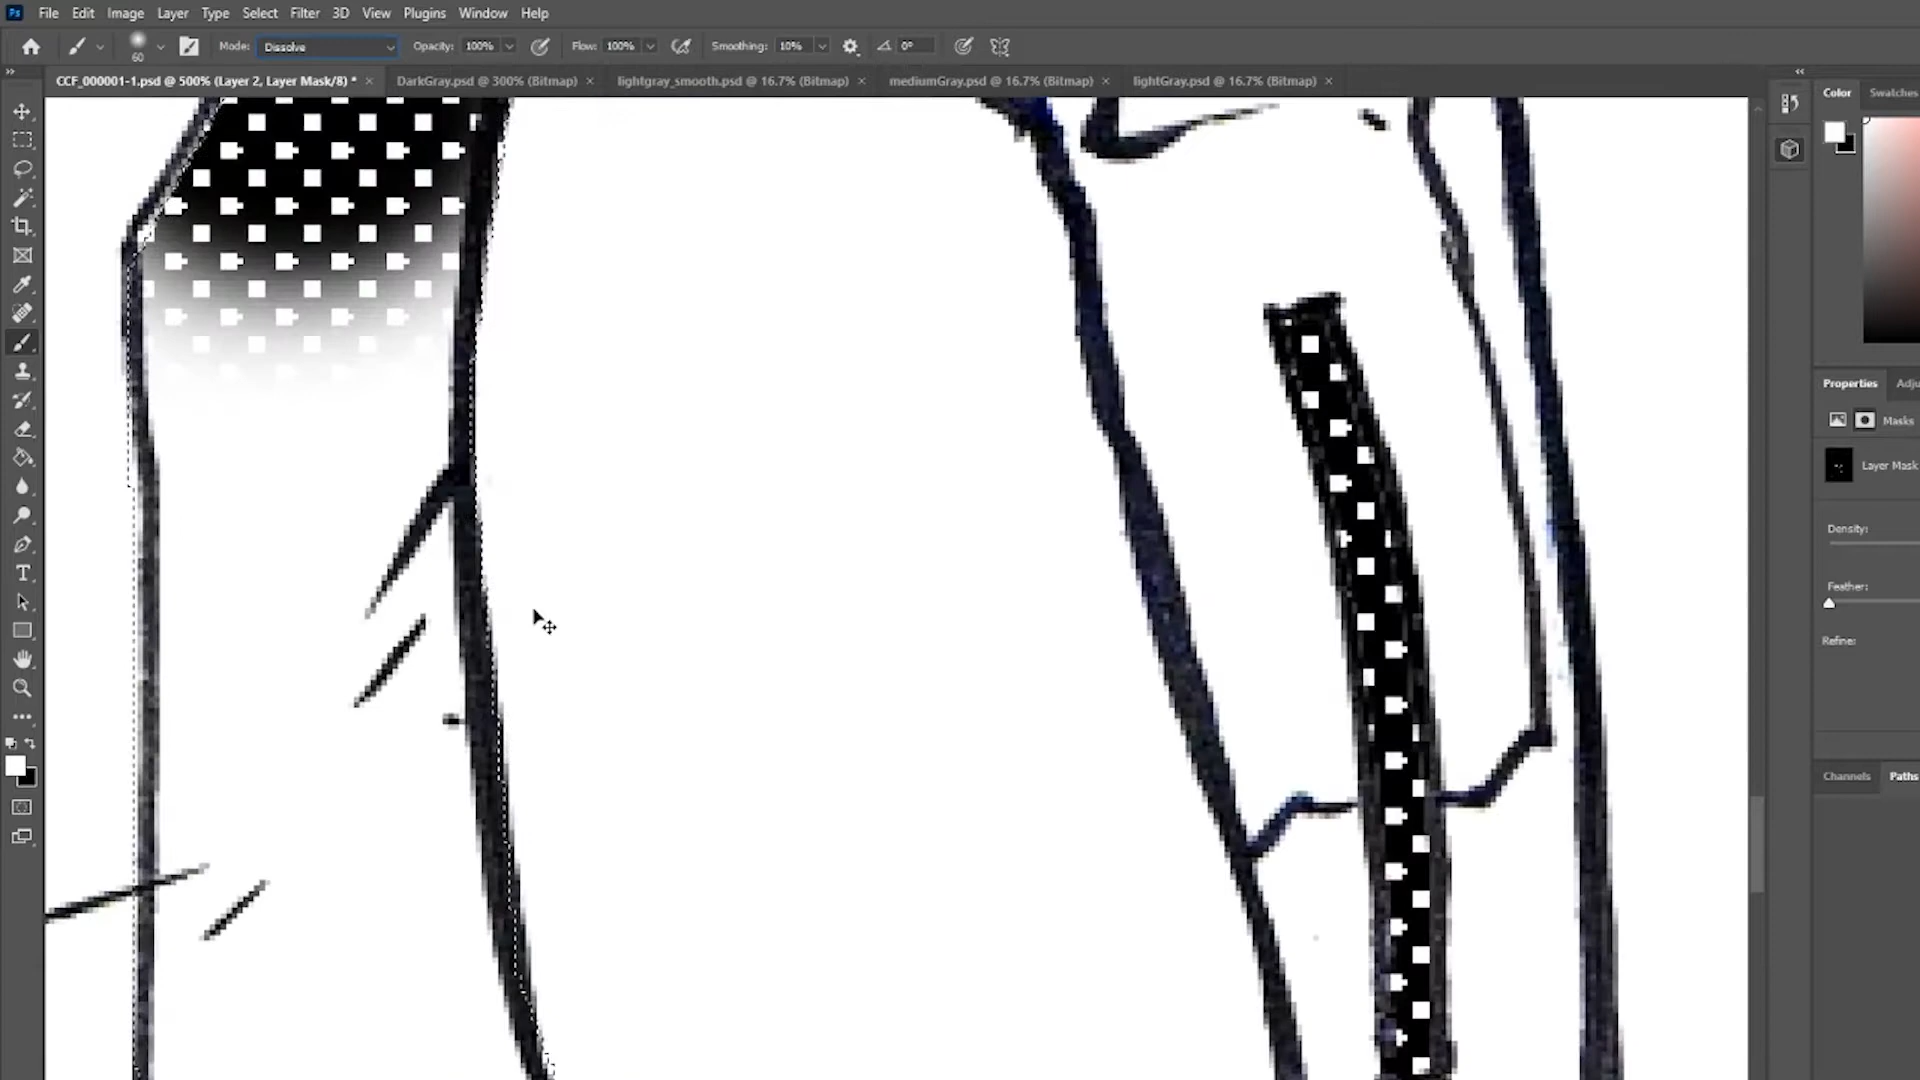 Ps File Edit Image Layer Type Select Filter 3D View Plugins Window Help
60 Mode: Dissolve Opacity: 100% Flow: 100% Smoothing: 10% 0°
CCF_000001-1.psd @ 500% (Layer 2, Layer Mask/8) * × DarkGray.psd @ 300% (Bitmap) × lightgray_smooth.psd @ 16.7% (Bitmap) × mediumGray.psd @ 16.7% (Bitmap) × lightGray.psd @ 16.7% (Bitmap) ×
Color Swatches
Properties Adju
Masks
Layer Mask
Density:
Feather:
Refine:
Channels Paths